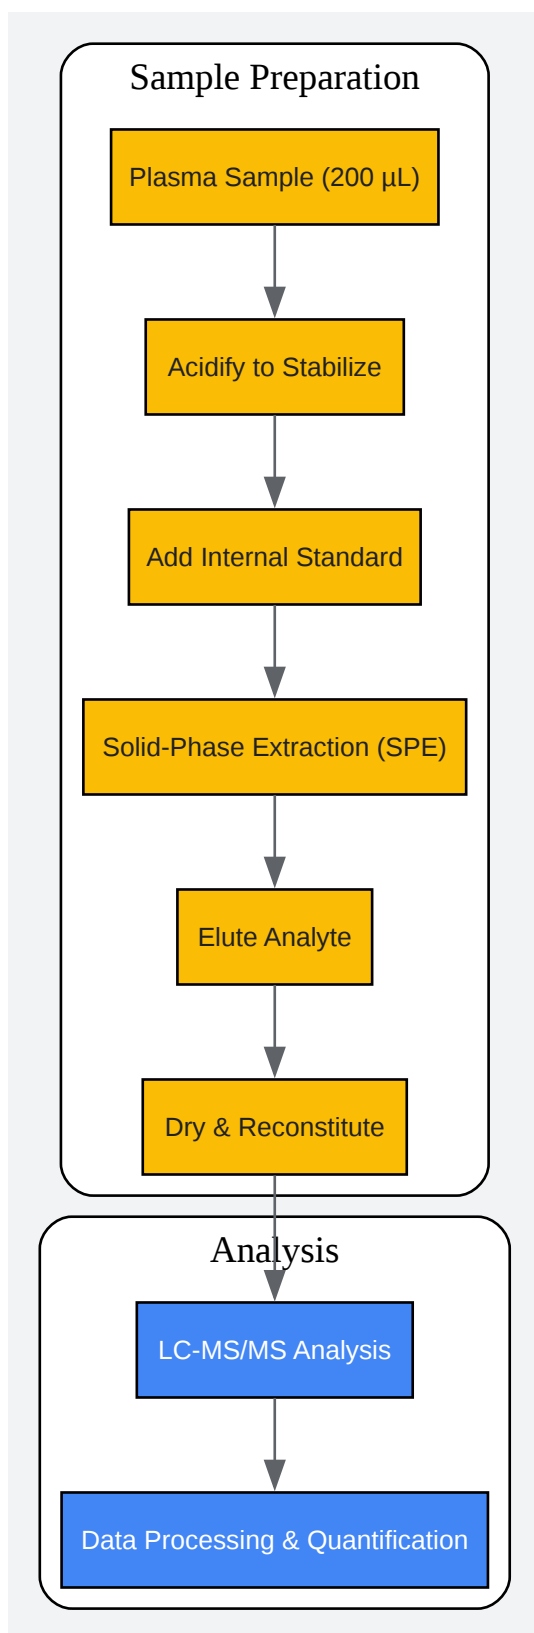 Sample Preparation
Plasma Sample (200 µL)
Acidify to Stabilize
Add Internal Standard
Solid-Phase Extraction (SPE)
Elute Analyte
Dry & Reconstitute
Analysis
LC-MS/MS Analysis
Data Processing & Quantification